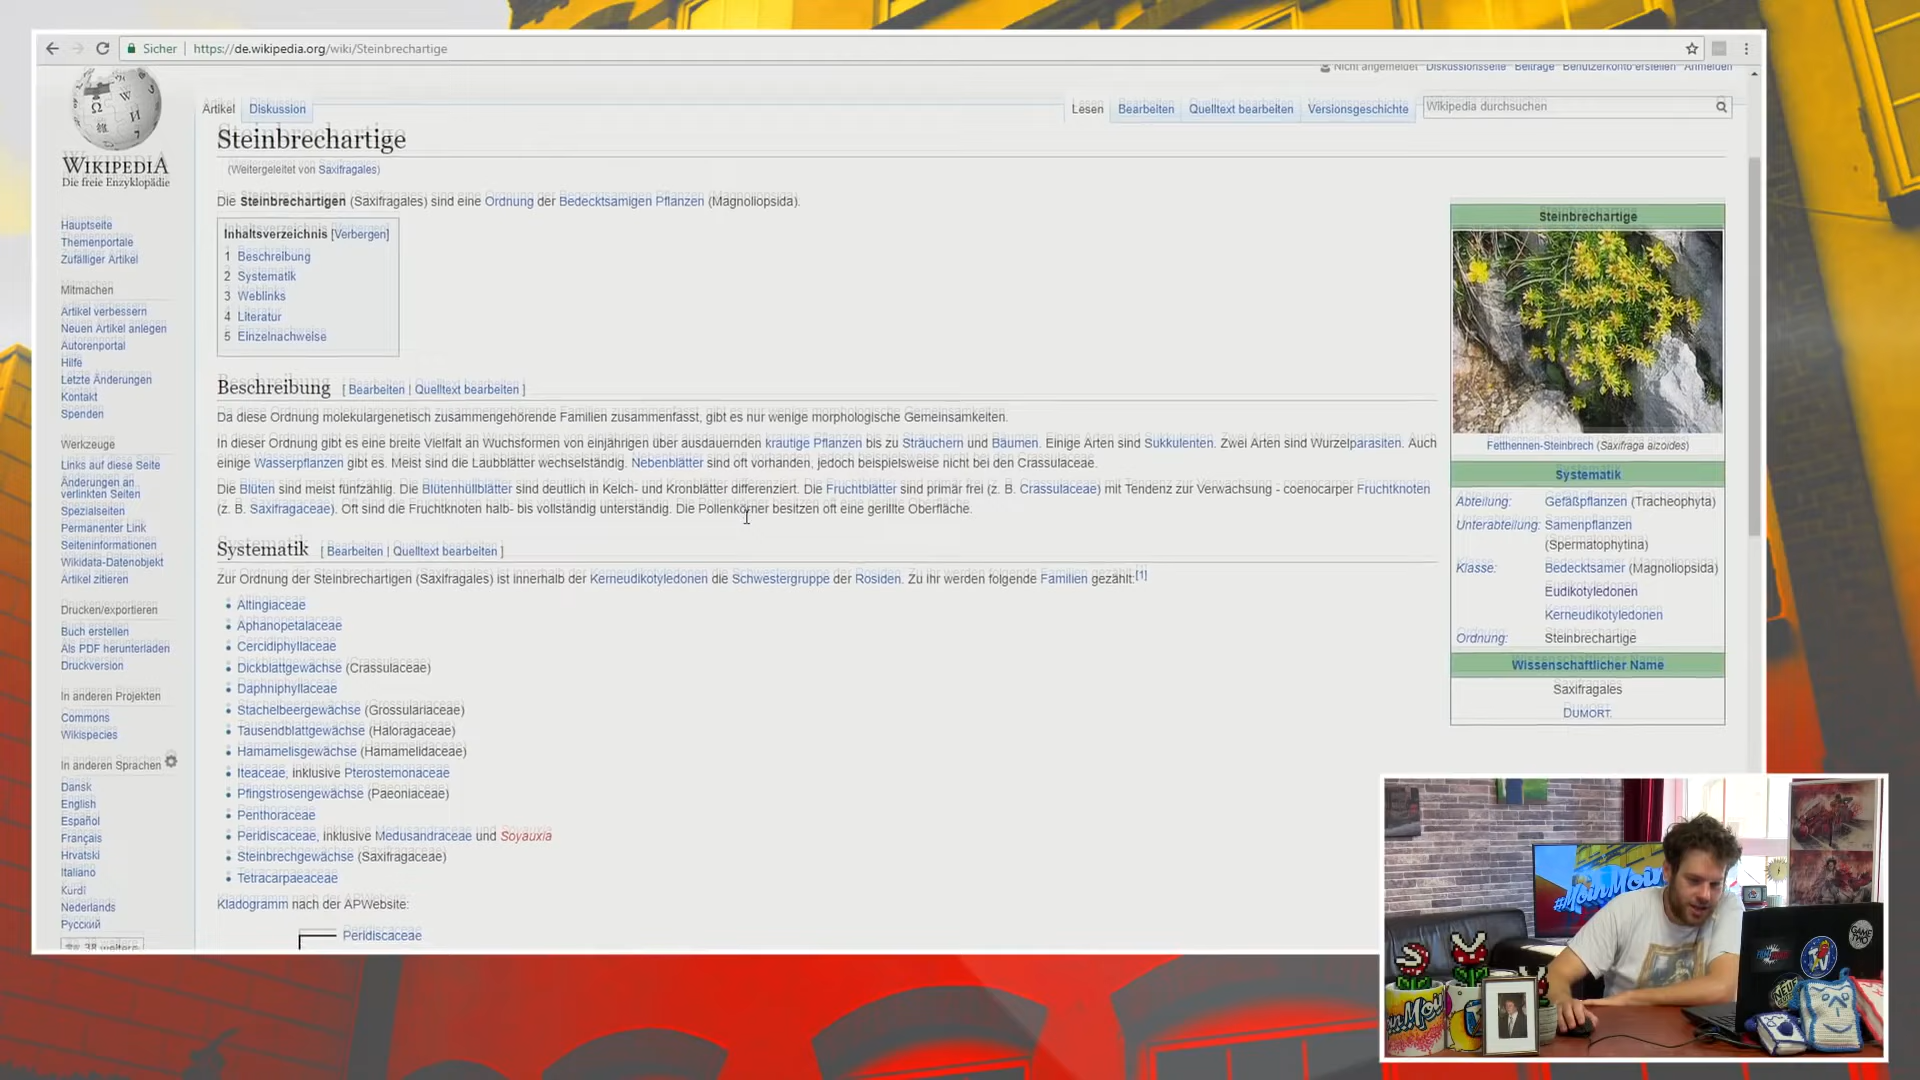 Sicher | https://de.wikipedia.org/wiki/Steinbrechartige
Nicht angemeldet Diskussionsseite Beiträge Benutzerkonto erstellen Anmelden
Artikel Diskussion Lesen Bearbeiten Quelltext bearbeiten Versionsgeschichte Wikipedia durchsuchen
WIKIPEDIA
Die freie Enzyklopädie
Hauptseite
Themenportale
Zufälliger Artikel
Mitmachen
Artikel verbessern
Neuen Artikel anlegen
Autorenportal
Hilfe
Letzte Änderungen
Kontakt
Spenden
Werkzeuge
Links auf diese Seite
Änderungen an
verlinkten Seiten
Spezialseiten
Permanenter Link
Seiteninformationen
Wikidata-Datenobjekt
Artikel zitieren
Drucken/exportieren
Buch erstellen
Als PDF herunterladen
Druckversion
In anderen Projekten
Commons
Wikispecies
In anderen Sprachen
Dansk
English
Español
Français
Hrvatski
Italiano
Kurdî
Nederlands
Русский
38 weitere
Steinbrechartige
(Weitergeleitet von Saxifragales)
Die Steinbrechartigen (Saxifragales) sind eine Ordnung der Bedecktsamigen Pflanzen (Magnoliopsida).
Inhaltsverzeichnis [Verbergen]
1 Beschreibung
2 Systematik
3 Weblinks
4 Literatur
5 Einzelnachweise
Beschreibung [ Bearbeiten | Quelltext bearbeiten ]
Da diese Ordnung molekulargenetisch zusammengehörende Familien zusammenfasst, gibt es nur wenige morphologische Gemeinsamkeiten.
In dieser Ordnung gibt es eine breite Vielfalt an Wuchsformen von einjährigen über ausdauernden krautige Pflanzen bis zu Sträuchern und Bäumen. Einige Arten sind Sukkulenten. Zwei Arten sind Wurzelparasiten. Auch
einige Wasserpflanzen gibt es. Meist sind die Laubblätter wechselständig. Nebenblätter sind oft vorhanden, jedoch beispielsweise nicht bei den Crassulaceae.
Die Blüten sind meist fünfzählig. Die Blütenhüllblätter sind deutlich in Kelch- und Kronblätter differenziert. Die Fruchtblätter sind primär frei (z. B. Crassulaceae) mit Tendenz zur Verwachsung - coenocarper Fruchtknoten
(z. B. Saxifragaceae). Oft sind die Fruchtknoten halb- bis vollständig unterständig. Die Pollenkörner besitzen oft eine gerillte Oberfläche.
Systematik [ Bearbeiten | Quelltext bearbeiten ]
Zur Ordnung der Steinbrechartigen (Saxifragales) ist innerhalb der Kerneudikotyledonen die Schwestergruppe der Rosiden. Zu ihr werden folgende Familien gezählt:[1]
Altingiaceae
Aphanopetalaceae
Cercidiphyllaceae
Dickblattgewächse (Crassulaceae)
Daphniphyllaceae
Stachelbeergewächse (Grossulariaceae)
Tausendblattgewächse (Haloragaceae)
Hamamelisgewächse (Hamamelidaceae)
Iteaceae, inklusive Pterostemonaceae
Pfingstrosengewächse (Paeoniaceae)
Penthoraceae
Peridiscaceae, inklusive Medusandraceae und Soyauxia
Steinbrechgewächse (Saxifragaceae)
Tetracarpaeaceae
Kladogramm nach der APWebsite:
Peridiscaceae
Steinbrechartige
Fetthennen-Steinbrech (Saxifraga aizoides)
Systematik
Abteilung: Gefäßpflanzen (Tracheophyta)
Unterabteilung: Samenpflanzen
(Spermatophytina)
Klasse: Bedecktsamer (Magnoliopsida)
Eudikotyledonen
Kerneudikotyledonen
Ordnung: Steinbrechartige
Wissenschaftlicher Name
Saxifragales
DUMORT.
#MoinMoin
GAME TWO